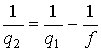 1/q₂ = 1/q₁ − 1/f